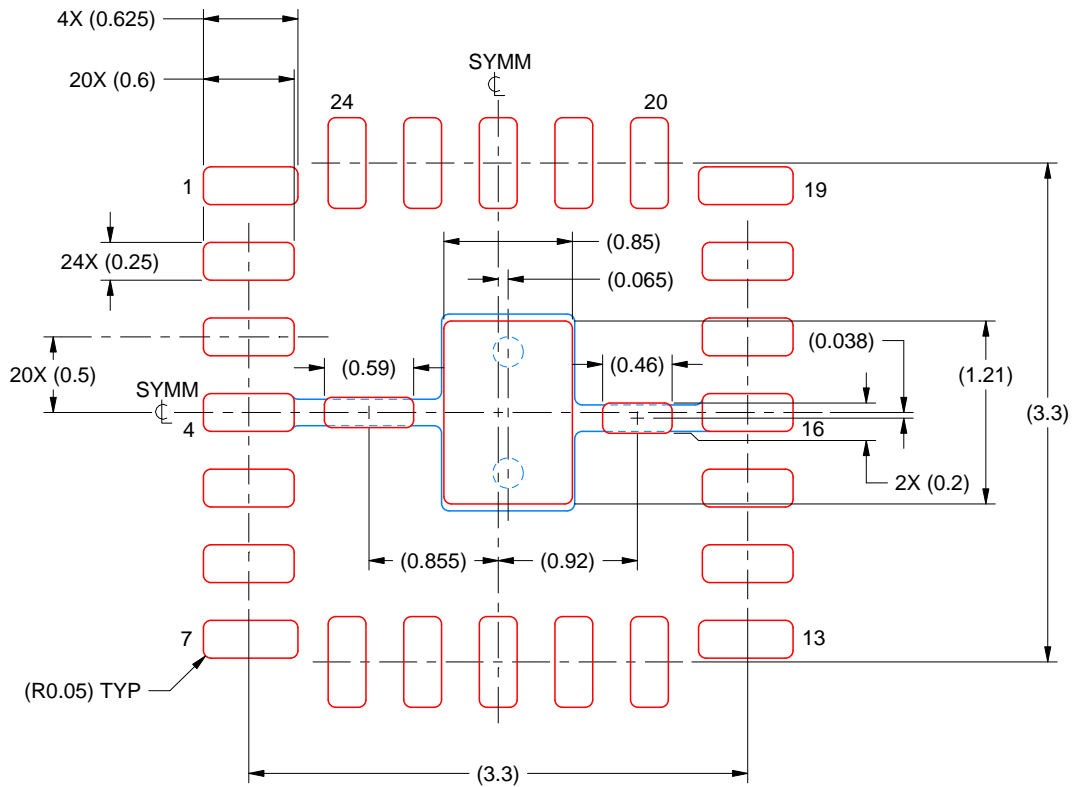 4X (0.625)
SYMM
℄
20X (0.6)
24
20
1
19
(0.85)
24X (0.25)
(0.065)
(0.038)
20X (0.5)
(0.59)
(0.46)
(1.21)
SYMM
℄
(3.3)
4
16
2X (0.2)
(0.855)
(0.92)
7
13
(R0.05) TYP
(3.3)